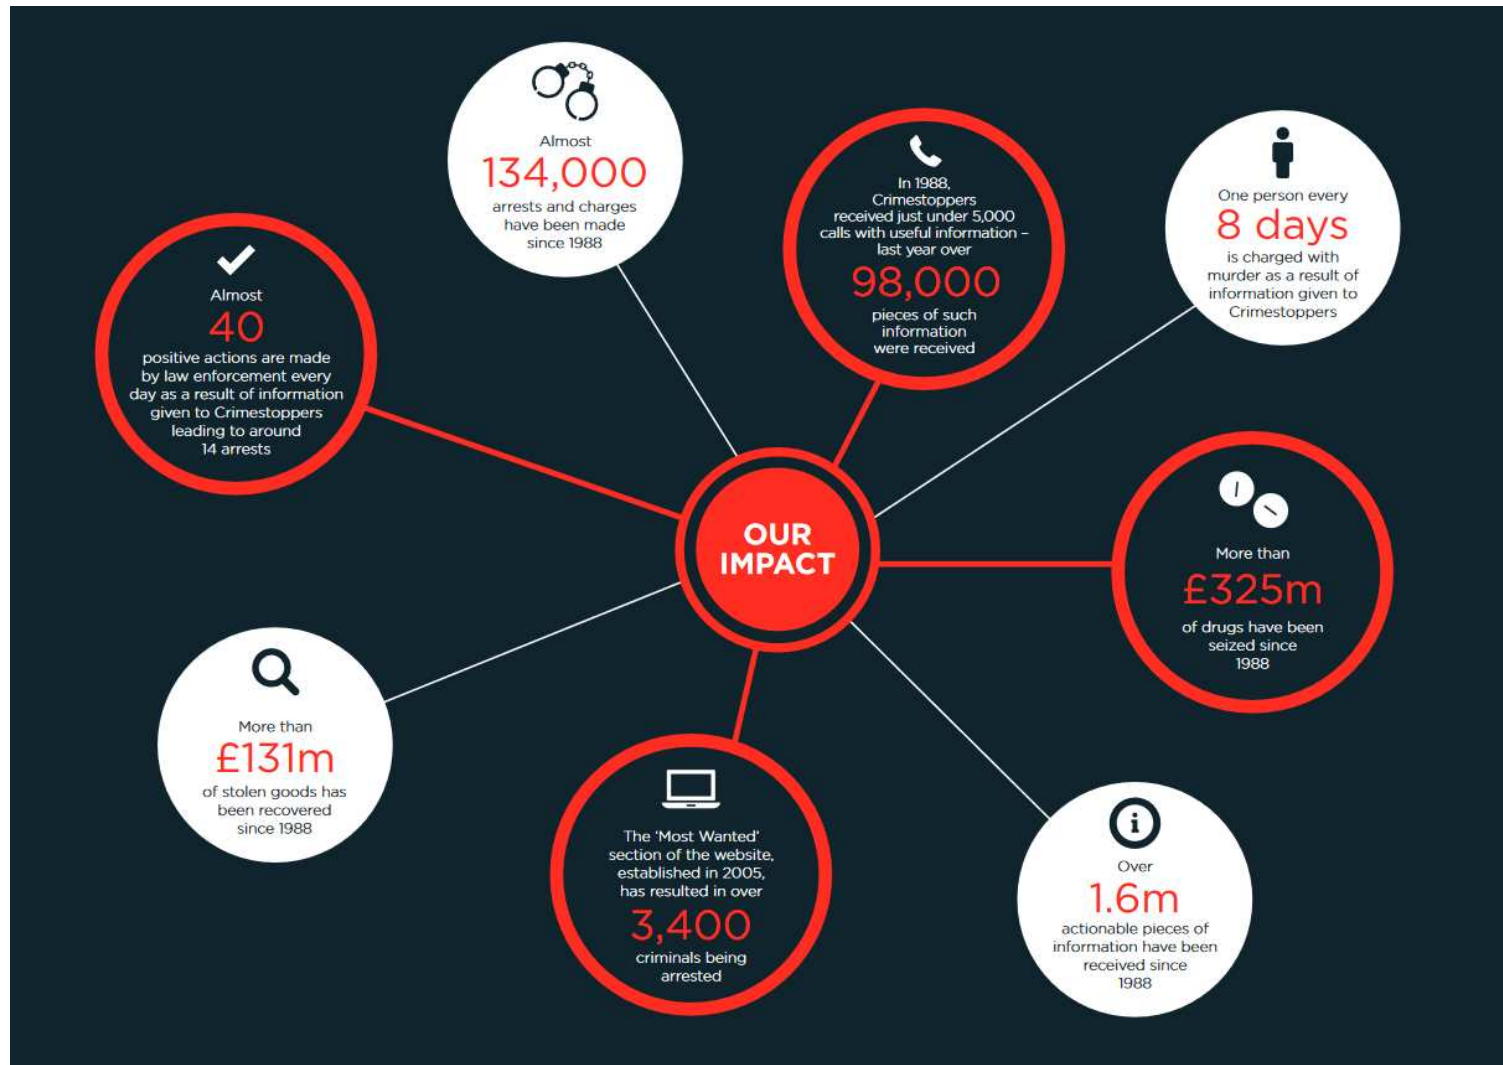 Almost
134,000
arrests and charges
have been made
since 1988
In 1988,
Crimestoppers
received just under 5,000
calls with useful information –
last year over
98,000
pieces of such
information
were received
One person every
8 days
is charged with
murder as a result of
information given to
Crimestoppers
Almost
40
positive actions are made
by law enforcement every
day as a result of information
given to Crimestoppers
leading to around
14 arrests
OUR
IMPACT
More than
£325m
of drugs have been
seized since
1988
More than
£131m
of stolen goods has
been recovered
since 1988
The 'Most Wanted'
section of the website,
established in 2005,
has resulted in over
3,400
criminals being
arrested
Over
1.6m
actionable pieces of
information have been
received since
1988